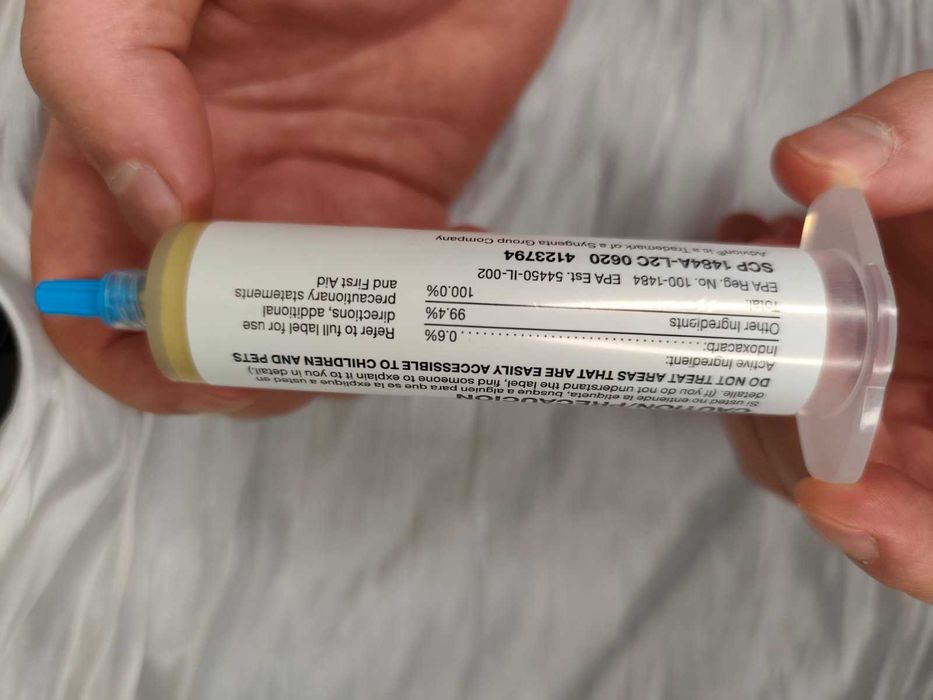 CAUTION/PRECAUCIÓN
Si usted no entiende la etiqueta, busque a alguien para que se la explique a usted en
detalle. (If you do not understand the label, find someone to explain it to you in detail.)
DO NOT TREAT AREAS THAT ARE EASILY ACCESSIBLE TO CHILDREN AND PETS
Active Ingredient:
Indoxacarb: 0.6%
Other Ingredients 99.4%
Total: 100.0%
Refer to full label for use
directions, additional
precautionary statements
and First Aid
EPA Reg. No. 100-1484 EPA Est. 54450-IL-002
SCP 1484A-L2C 0620 4123794
Advion® is a Trademark of a Syngenta Group Company